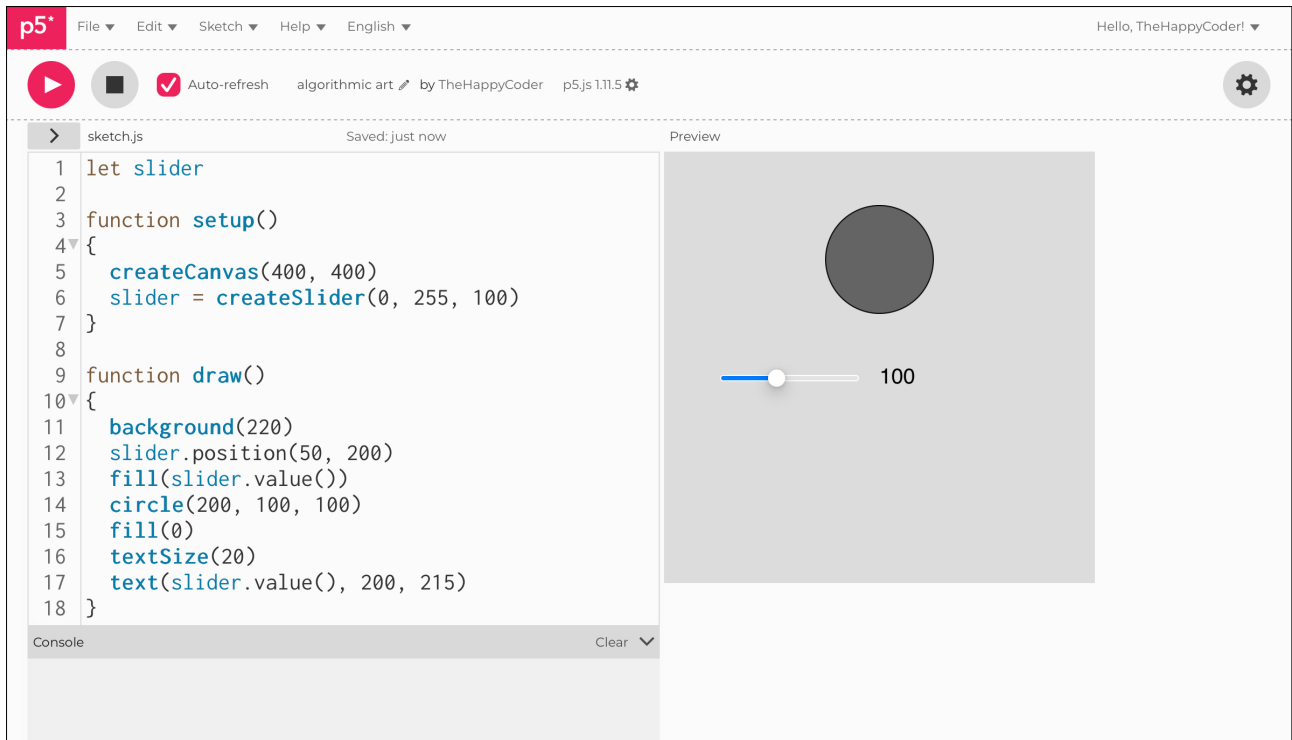 p5* File Edit Sketch Help English Hello, TheHappyCoder!
Auto-refresh algorithmic art by TheHappyCoder p5.js 1.11.5
sketch.js Saved: just now Preview
1 let slider
2
3 function setup()
4 {
5   createCanvas(400, 400)
6   slider = createSlider(0, 255, 100)
7 }
8
9 function draw()
10 {
11   background(220)
12   slider.position(50, 200)
13   fill(slider.value())
14   circle(200, 100, 100)
15   fill(0)
16   textSize(20)
17   text(slider.value(), 200, 215)
18 }
100
Console Clear